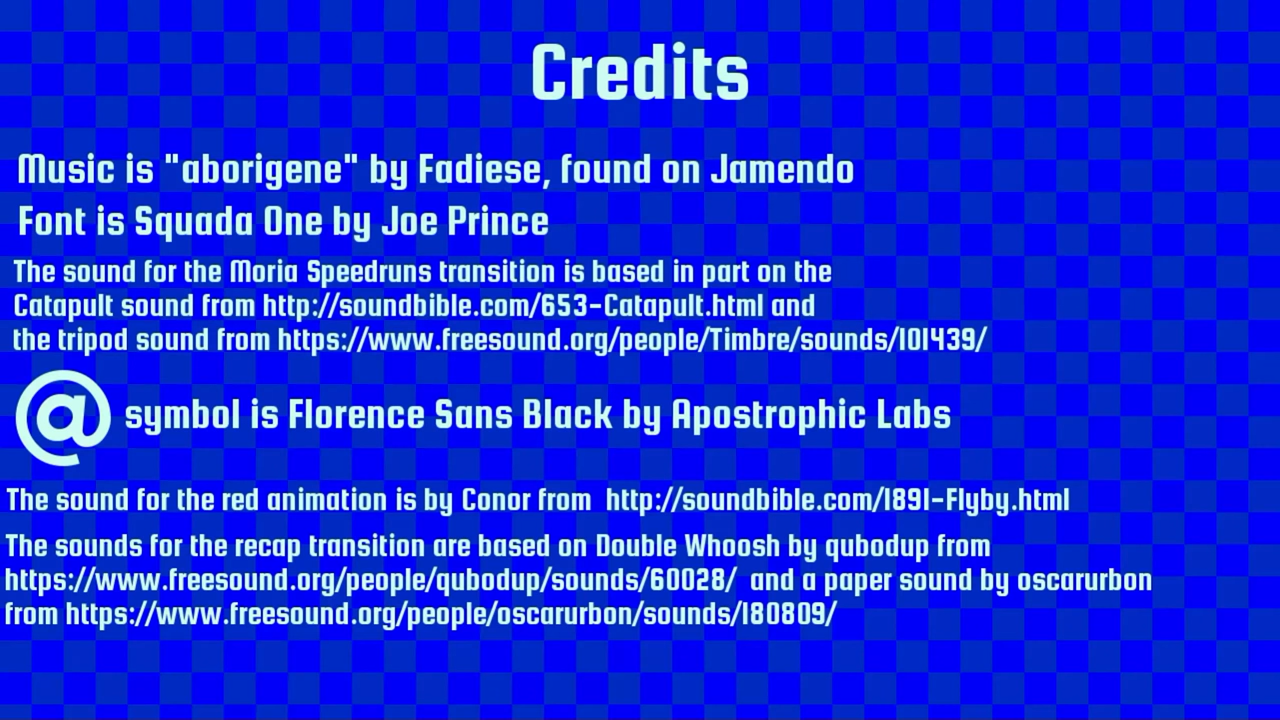 Credits
Music is "aborigene" by Fadiese, found on Jamendo
Font is Squada One by Joe Prince
The sound for the Moria Speedruns transition is based in part on the
Catapult sound from http://soundbible.com/653-Catapult.html and
the tripod sound from https://www.freesound.org/people/Timbre/sounds/101439/
@ symbol is Florence Sans Black by Apostrophic Labs
The sound for the red animation is by Conor from http://soundbible.com/1891-Flyby.html
The sounds for the recap transition are based on Double Whoosh by qubodup from
https://www.freesound.org/people/qubodup/sounds/60028/ and a paper sound by oscarurbon
from https://www.freesound.org/people/oscarurbon/sounds/180809/